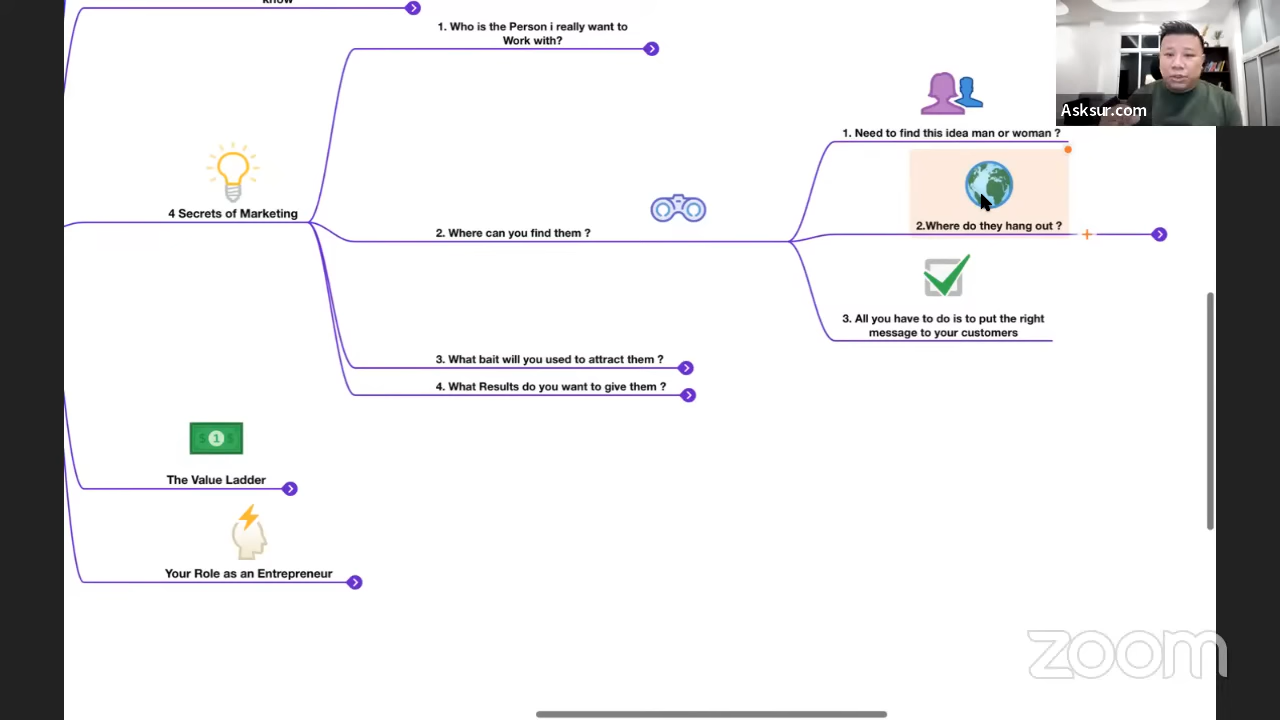 know
1. Who is the Person i really want to
Work with?
Asksur.com
1. Need to find this idea man or woman ?
4 Secrets of Marketing
2. Where can you find them ?
2.Where do they hang out ?
3. All you have to do is to put the right
message to your customers
3. What bait will you used to attract them ?
4. What Results do you want to give them ?
$ 1 $
The Value Ladder
Your Role as an Entrepreneur
zoom